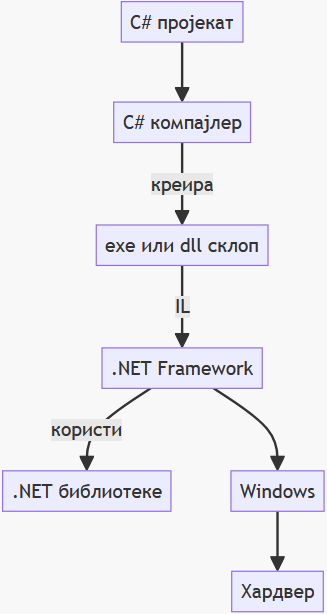 C# пројекат
C# компајлер
креира
exe или dll склоп
IL
.NET Framework
користи
.NET библиотеке
Windows
Хардвер